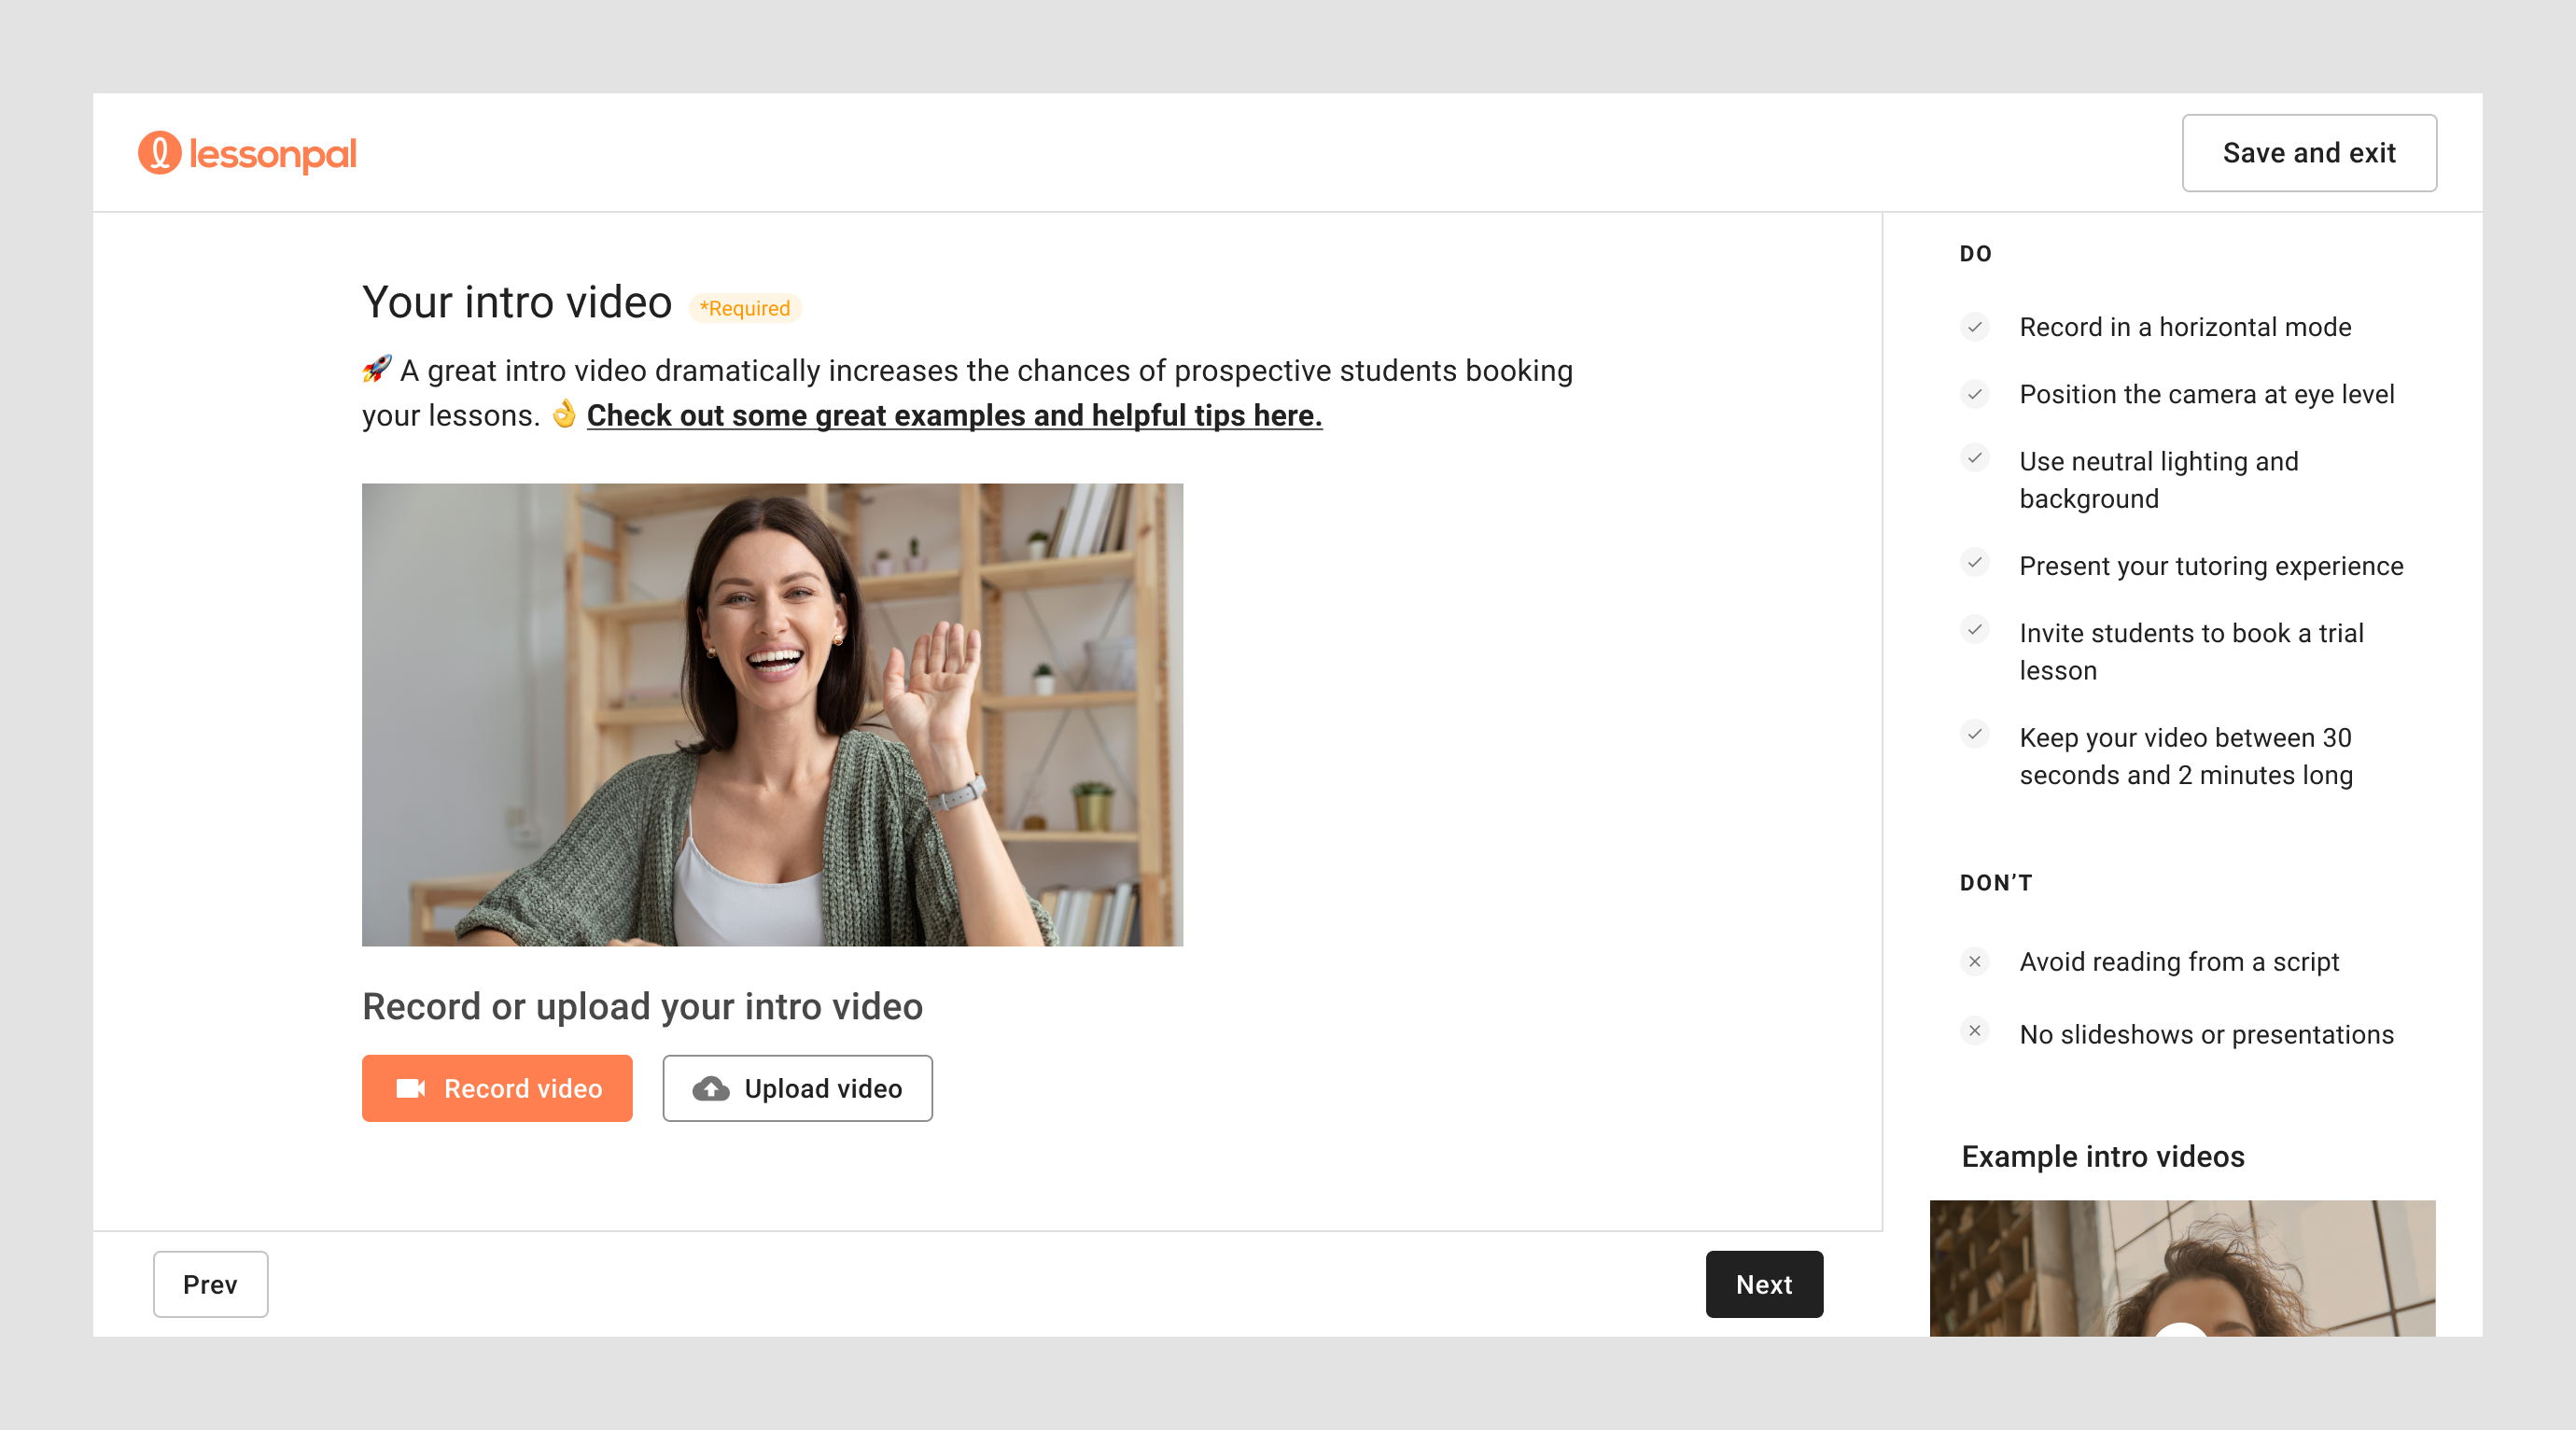 lessonpal
Save and exit
Your intro video *Required
🚀 A great intro video dramatically increases the chances of prospective students booking
your lessons. 👌 Check out some great examples and helpful tips here.
Record or upload your intro video
Record video
Upload video
Prev
Next
DO
Record in a horizontal mode
Position the camera at eye level
Use neutral lighting and
background
Present your tutoring experience
Invite students to book a trial
lesson
Keep your video between 30
seconds and 2 minutes long
DON’T
Avoid reading from a script
No slideshows or presentations
Example intro videos